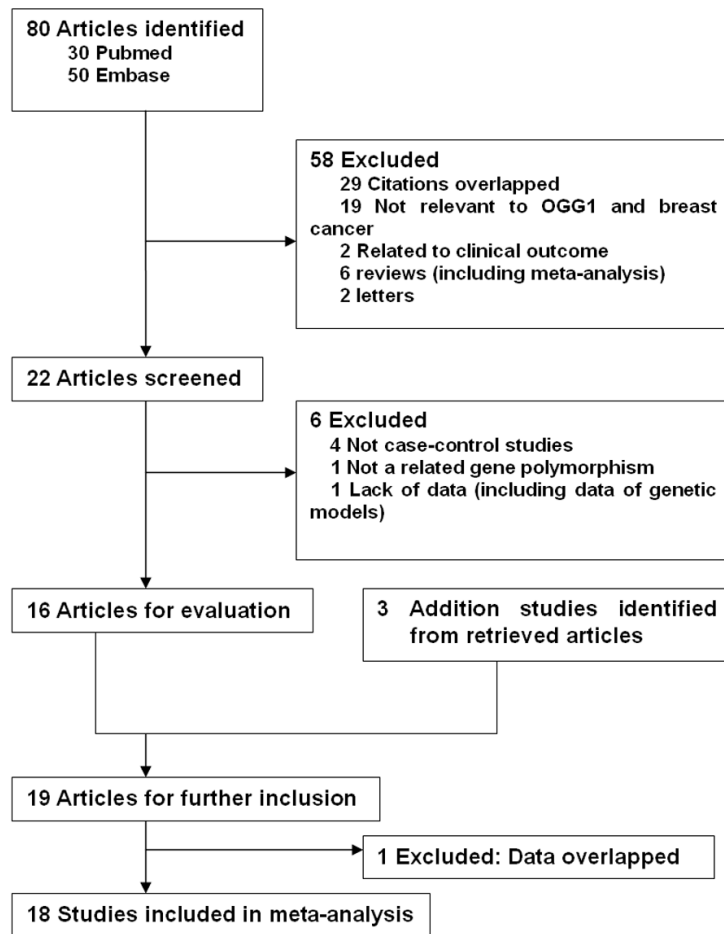 80 Articles identified
30 Pubmed
50 Embase
58 Excluded
29 Citations overlapped
19 Not relevant to OGG1 and breast
cancer
2 Related to clinical outcome
6 reviews (including meta-analysis)
2 letters
22 Articles screened
6 Excluded
4 Not case-control studies
1 Not a related gene polymorphism
1 Lack of data (including data of genetic
models)
16 Articles for evaluation
3 Addition studies identified
from retrieved articles
19 Articles for further inclusion
1 Excluded: Data overlapped
18 Studies included in meta-analysis